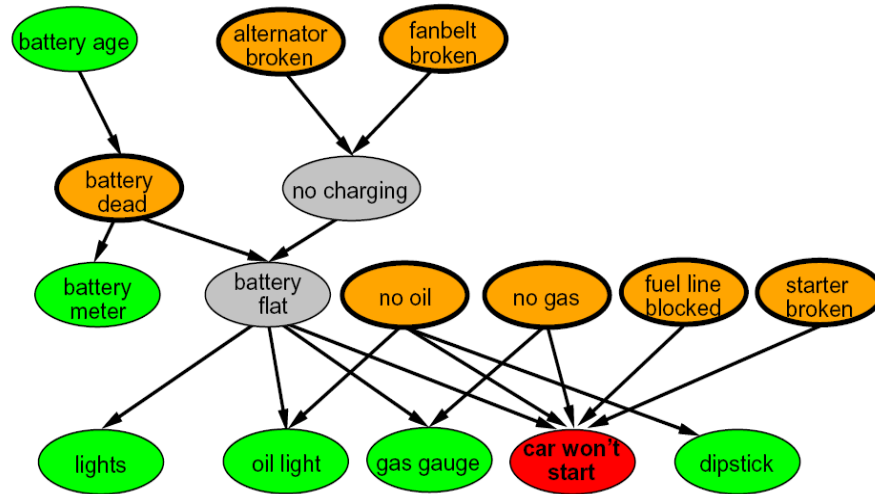 battery age
alternator
broken
fanbelt
broken
battery
dead
no charging
battery
meter
battery
flat
no oil
no gas
fuel line
blocked
starter
broken
lights
oil light
gas gauge
car won't
start
dipstick